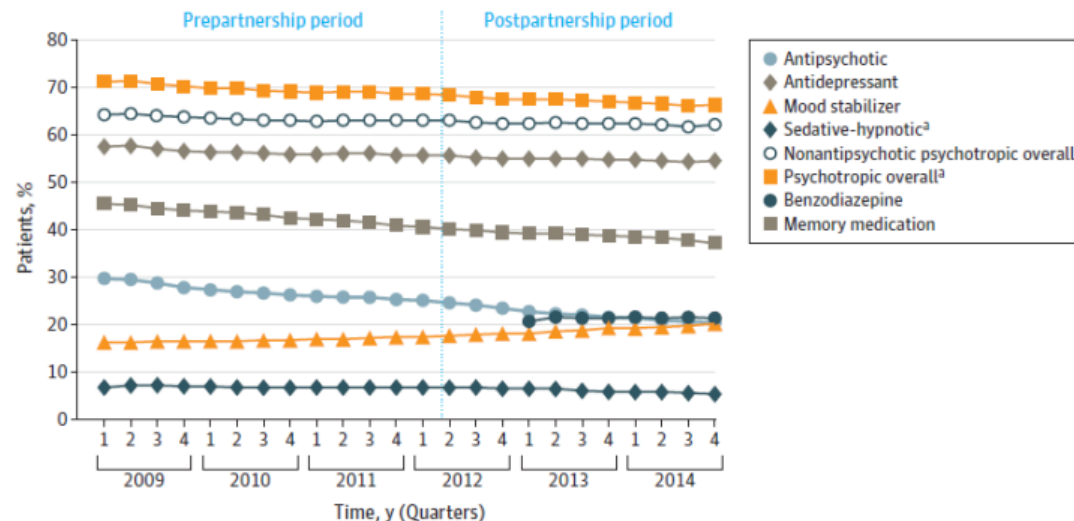 Prepartnership period
Postpartnership period
80
70
60
50
40
30
20
10
0
Patients, %
1 2 3 4 1 2 3 4 1 2 3 4 1 2 3 4 1 2 3 4 1 2 3 4
2009 2010 2011 2012 2013 2014
Time, y (Quarters)
Antipsychotic
Antidepressant
Mood stabilizer
Sedative-hypnoticª
Nonantipsychotic psychotropic overall
Psychotropic overallª
Benzodiazepine
Memory medication